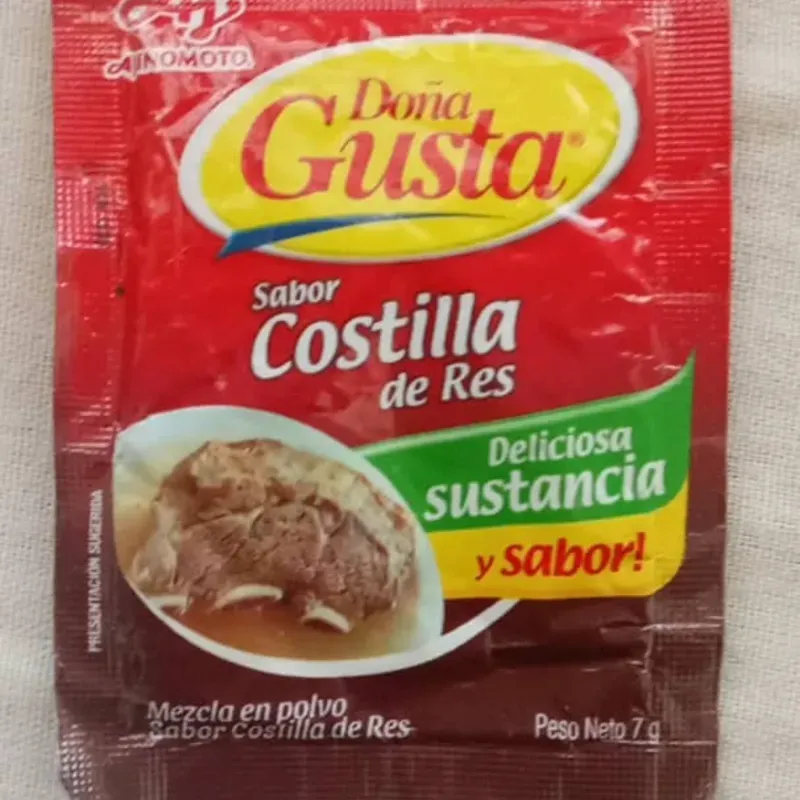 AJINOMOTO
Doña
Gusta®
Sabor
Costilla
de Res
Deliciosa
sustancia
y sabor!
PRESENTACIÓN SUGERIDA
Mezcla en polvo
Sabor Costilla de Res
Peso Neto 7 g